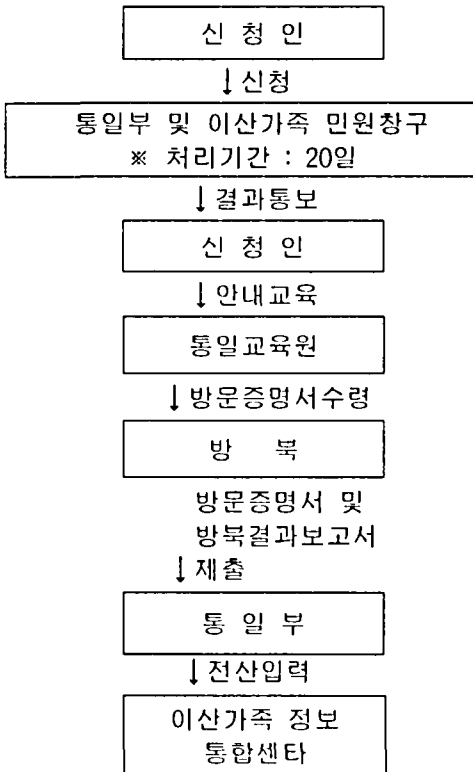 신 청 인
↓신청
통일부 및 이산가족 민원창구
※ 처리기간 : 20일
↓결과통보
신 청 인
↓안내교육
통일교육원
↓방문증명서수령
방 북
방문증명서 및
방북결과보고서
↓제출
통 일 부
↓전산입력
이산가족 정보
통합센타